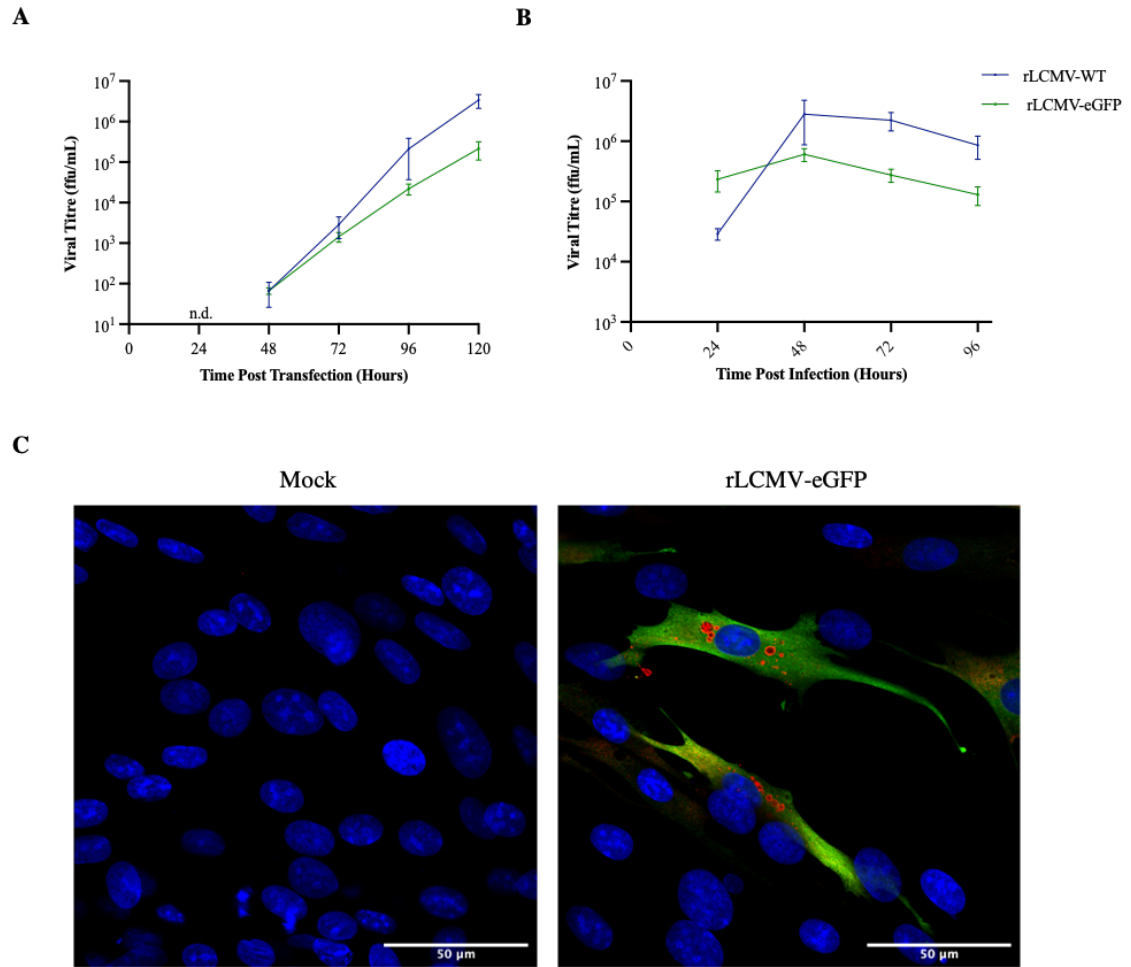 A
B
rLCMV-WT
rLCMV-eGFP
Viral Titre (ffu/mL)
10⁷
10⁶
10⁵
10⁴
10³
10²
10¹
n.d.
0 24 48 72 96 120
Time Post Transfection (Hours)
Viral Titre (ffu/mL)
10⁷
10⁶
10⁵
10⁴
10³
0 24 48 72 96
Time Post Infection (Hours)
C
Mock
rLCMV-eGFP
50 µm
50 µm